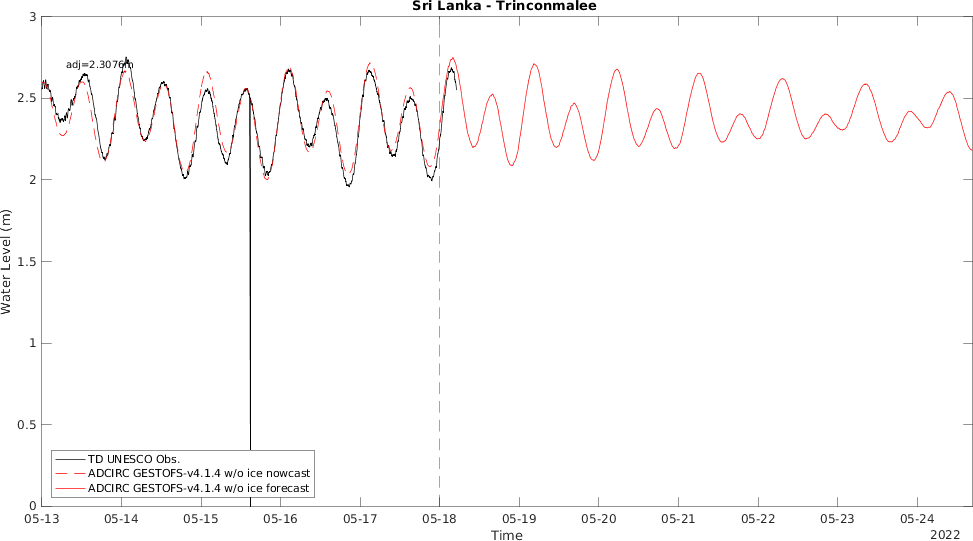 Sri Lanka - Trinconmalee
3
adj=2.3076m
2.5
2
1.5
Water Level (m)
1
0.5
TD UNESCO Obs.
ADCIRC GESTOFS-v4.1.4 w/o ice nowcast
ADCIRC GESTOFS-v4.1.4 w/o ice forecast
0
05-13 05-14 05-15 05-16 05-17 05-18 05-19 05-20 05-21 05-22 05-23 05-24
Time
2022